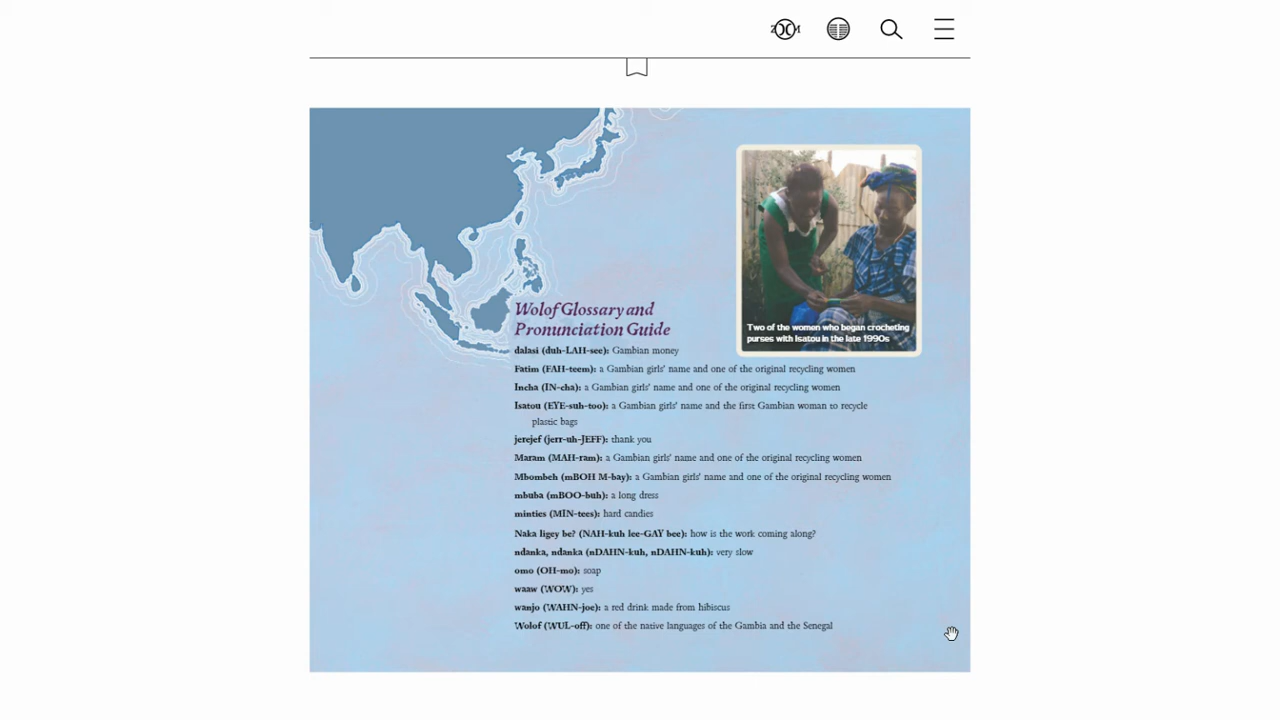 Two of the women who began crocheting
purses with Isatou in the late 1990s
Wolof Glossary and
Pronunciation Guide
dalasi (duh-LAH-see): Gambian money
Fatim (FAH-teem): a Gambian girls' name and one of the original recycling women
Incha (IN-cha): a Gambian girls' name and one of the original recycling women
Isatou (EYE-suh-too): a Gambian girls' name and the first Gambian woman to recycle
plastic bags
jerejef (jerr-uh-JEFF): thank you
Maram (MAH-ram): a Gambian girls' name and one of the original recycling women
Mbombeh (mBOH M-bay): a Gambian girls' name and one of the original recycling women
mbuba (mBOO-buh): a long dress
minties (MIN-tees): hard candies
Naka ligey be? (NAH-kuh lee-GAY bee): how is the work coming along?
ndanka, ndanka (nDAHN-kuh, nDAHN-kuh): very slow
omo (OH-mo): soap
waaw (WOW): yes
wanjo (WAHN-joe): a red drink made from hibiscus
Wolof (WUL-off): one of the native languages of the Gambia and the Senegal